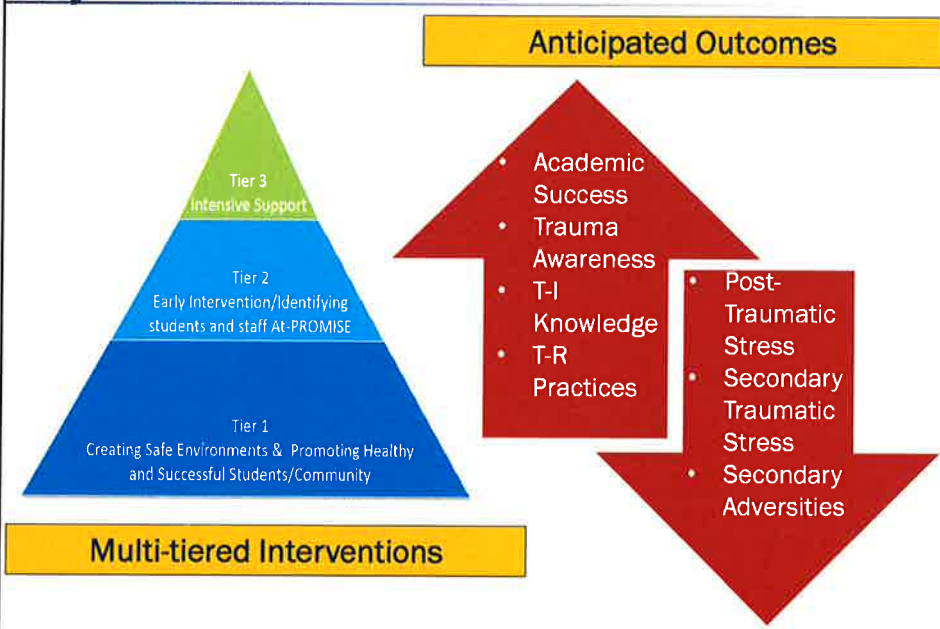 Anticipated Outcomes
Tier 3
Intensive Support
Tier 2
Early Intervention/Identifying
students and staff At-PROMISE
Tier 1
Creating Safe Environments & Promoting Healthy
and Successful Students/Community
Multi-tiered Interventions
• Academic
Success
• Trauma
Awareness
• T-I
Knowledge
• T-R
Practices
• Post-
Traumatic
Stress
• Secondary
Traumatic
Stress
• Secondary
Adversities